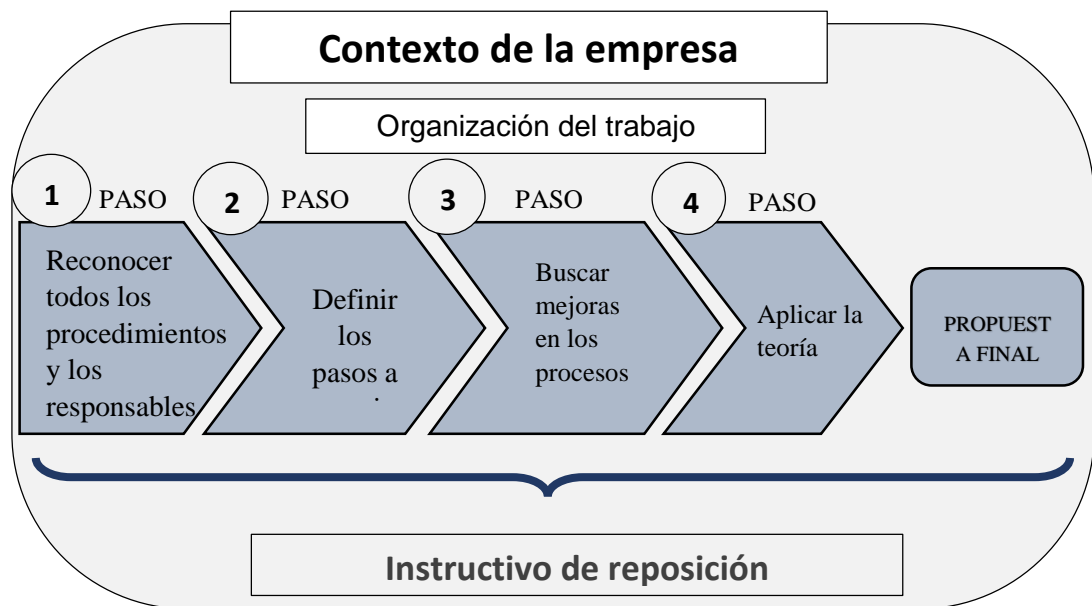 Contexto de la empresa
Organización del trabajo
1 PASO
2 PASO
3 PASO
4 PASO
Reconocer
todos los
procedimientos
y los
responsables
Definir
los
pasos a
Buscar
mejoras
en los
procesos
Aplicar la
teoría
PROPUEST
A FINAL
Instructivo de reposición